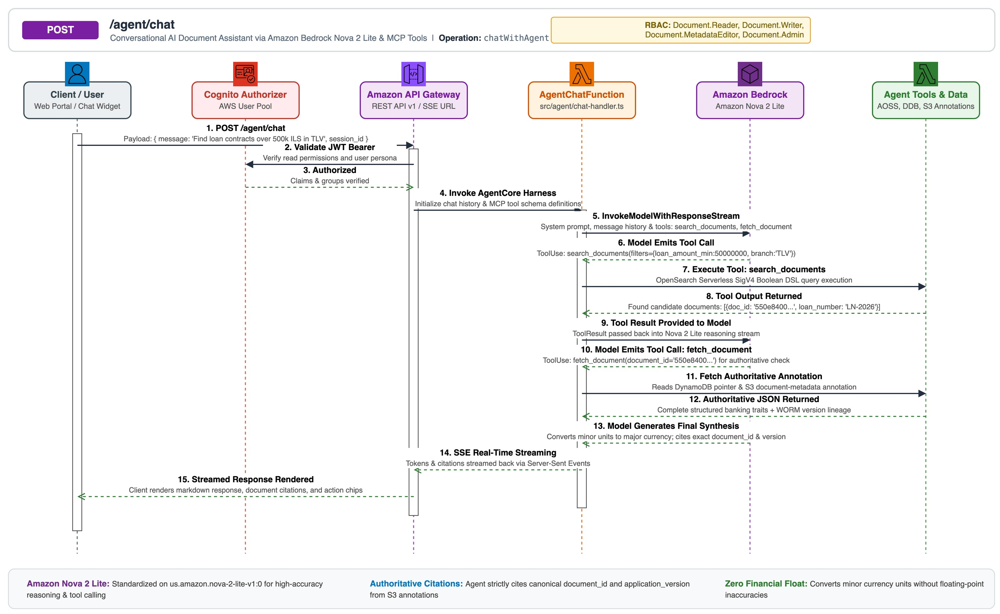 POST
/agent/chat
Conversational AI Document Assistant via Amazon Bedrock Nova 2 Lite & MCP Tools | Operation: chatWithAgent
RBAC: Document.Reader, Document.Writer,
Document.MetadataEditor, Document.Admin
Client / User
Web Portal / Chat Widget
Cognito Authorizer
AWS User Pool
Amazon API Gateway
REST API v1 / SSE URL
AgentChatFunction
src/agent/chat-handler.ts
Amazon Bedrock
Amazon Nova 2 Lite
Agent Tools & Data
AOSS, DDB, S3 Annotations
1. POST /agent/chat
Payload: { message: 'Find loan contracts over 500k ILS in TLV', session_id }
2. Validate JWT Bearer
Verify read permissions and user persona
3. Authorized
Claims & groups verified
4. Invoke AgentCore Harness
Initialize chat history & MCP tool schema definitions
5. InvokeModelWithResponseStream
System prompt, message history & tools: search_documents, fetch_document
6. Model Emits Tool Call
ToolUse: search_documents(filters={loan_amount_min:50000000, branch:'TLV'})
7. Execute Tool: search_documents
OpenSearch Serverless SigV4 Boolean DSL query execution
8. Tool Output Returned
Found candidate documents: [{doc_id: '550e8400...', loan_number: 'LN-2026'}]
9. Tool Result Provided to Model
ToolResult passed back into Nova 2 Lite reasoning stream
10. Model Emits Tool Call: fetch_document
ToolUse: fetch_document(document_id='550e8400...') for authoritative check
11. Fetch Authoritative Annotation
Reads DynamoDB pointer & S3 document-metadata annotation
12. Authoritative JSON Returned
Complete structured banking traits + WORM version lineage
13. Model Generates Final Synthesis
Converts minor units to major currency; cites exact document_id & version
14. SSE Real-Time Streaming
Tokens & citations streamed back via Server-Sent Events
15. Streamed Response Rendered
Client renders markdown response, document citations, and action chips
Amazon Nova 2 Lite: Standardized on us.amazon.nova-2-lite-v1:0 for high-accuracy
reasoning & tool calling
Authoritative Citations: Agent strictly cites canonical document_id and application_version
from S3 annotations
Zero Financial Float: Converts minor currency units without floating-point
inaccuracies